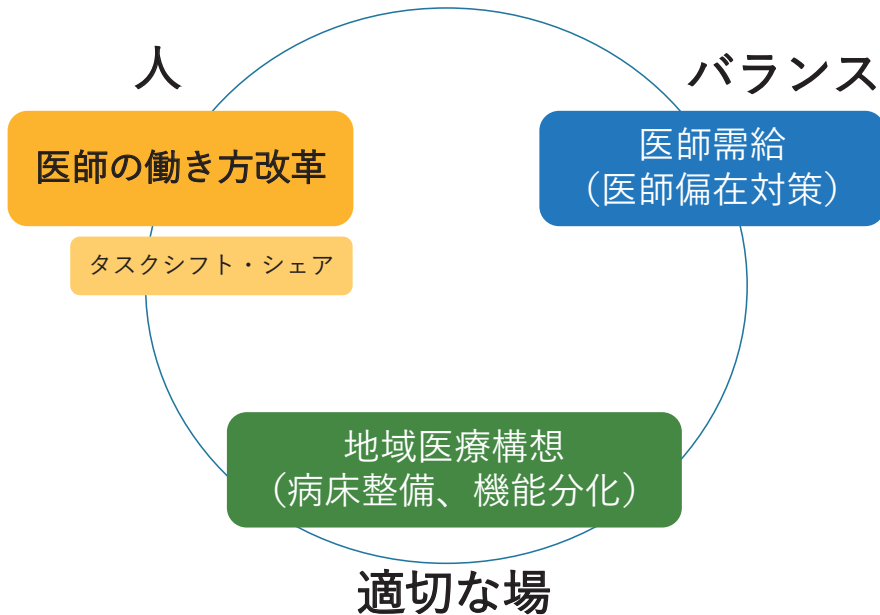 人
バランス
医師の働き方改革
医師需給
（医師偏在対策）
タスクシフト・シェア
地域医療構想
（病床整備、機能分化）
適切な場